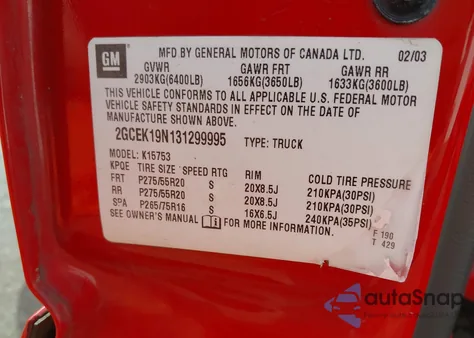 GM
MFD BY GENERAL MOTORS OF CANADA LTD. 02/03
GVWR GAWR FRT GAWR RR
2903KG(6400LB) 1656KG(3650LB) 1633KG(3600LB)
THIS VEHICLE CONFORMS TO ALL APPLICABLE U.S. FEDERAL MOTOR
VEHICLE SAFETY STANDARDS IN EFFECT ON THE DATE OF
MANUFACTURE SHOWN ABOVE.
2GCEK19N131299995 TYPE: TRUCK
MODEL: K15753
KPQE TIRE SIZE SPEED RTG RIM COLD TIRE PRESSURE
FRT P275/55R20 S 20X8.5J 210KPA(30PSI)
RR P275/55R20 S 20X8.5J 210KPA(30PSI)
SPA P265/75R16 S 16X6.5J 240KPA(35PSI)
SEE OWNER'S MANUAL FOR MORE INFORMATION
F 190
T 429
autoSnap